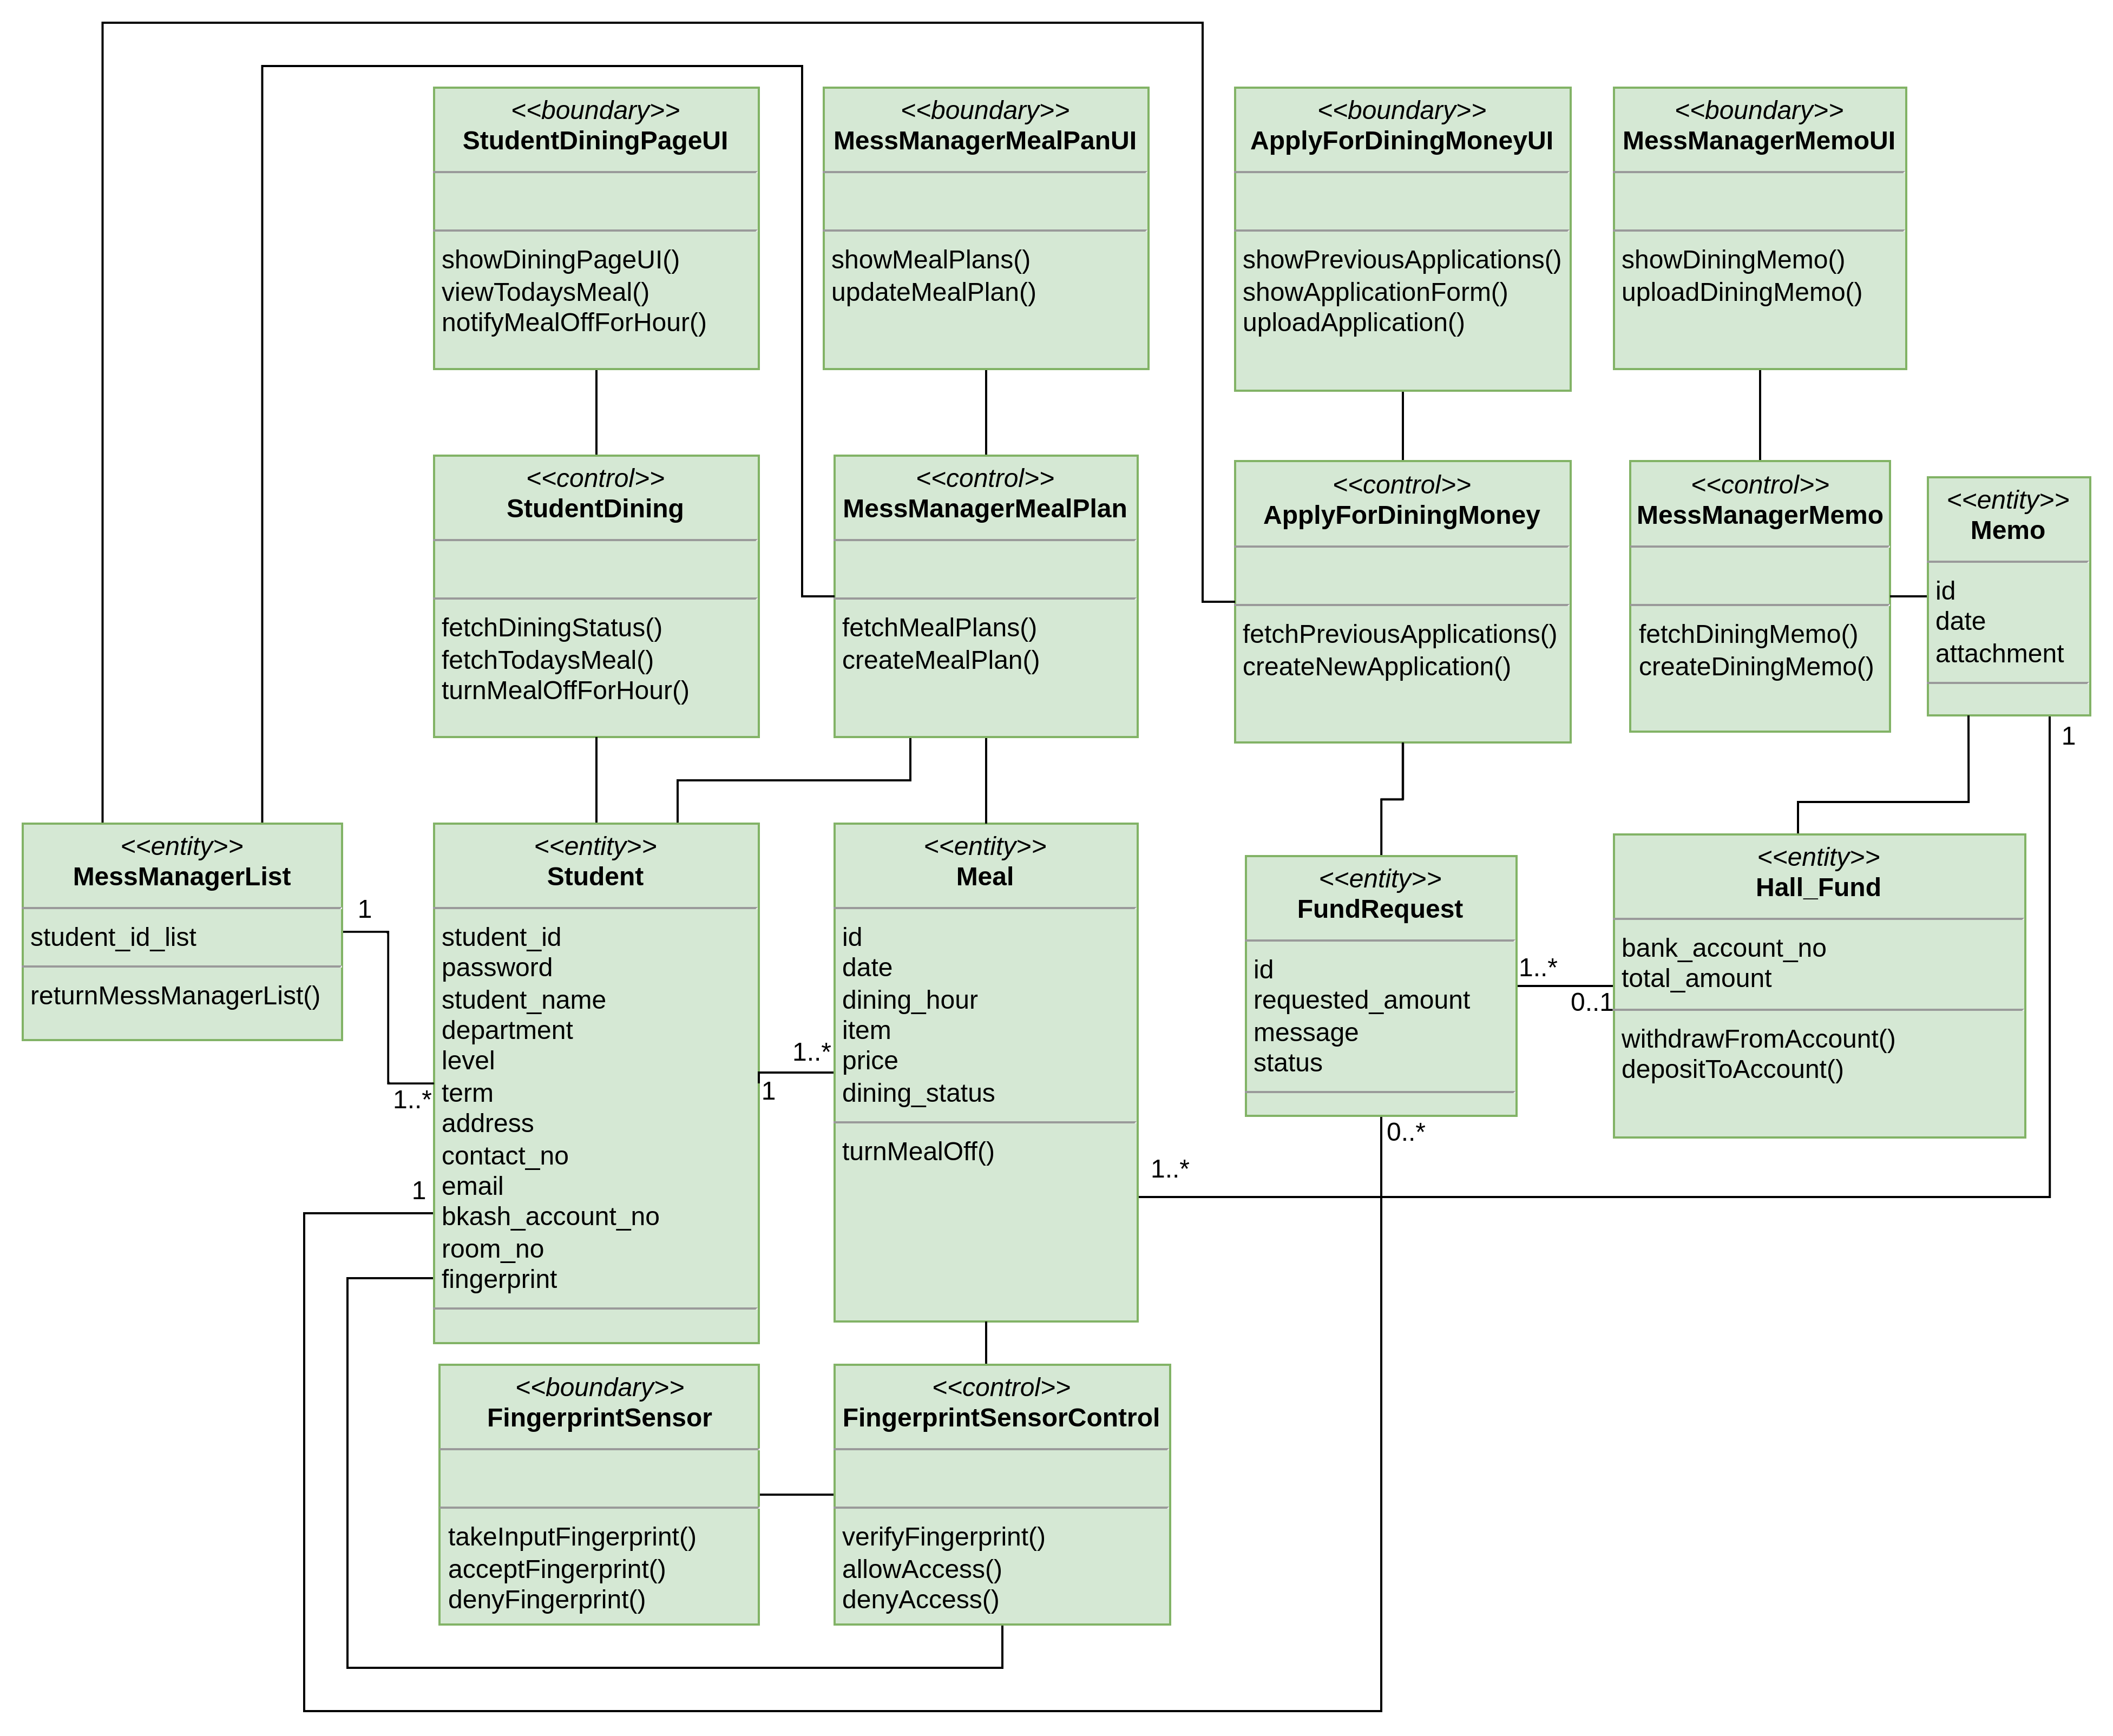 <<boundary>>
StudentDiningPageUI
showDiningPageUI()
viewTodaysMeal()
notifyMealOffForHour()
<<boundary>>
MessManagerMealPanUI
showMealPlans()
updateMealPlan()
<<boundary>>
ApplyForDiningMoneyUI
showPreviousApplications()
showApplicationForm()
uploadApplication()
<<boundary>>
MessManagerMemoUI
showDiningMemo()
uploadDiningMemo()
<<control>>
StudentDining
fetchDiningStatus()
fetchTodaysMeal()
turnMealOffForHour()
<<control>>
MessManagerMealPlan
fetchMealPlans()
createMealPlan()
<<control>>
ApplyForDiningMoney
fetchPreviousApplications()
createNewApplication()
<<control>>
MessManagerMemo
fetchDiningMemo()
createDiningMemo()
<<entity>>
Memo
id
date
attachment
1
<<entity>>
MessManagerList
student_id_list
returnMessManagerList()
1
1..*
<<entity>>
Student
student_id
password
student_name
department
level
term
address
contact_no
email
bkash_account_no
room_no
fingerprint
1
1..*
1
<<entity>>
Meal
id
date
dining_hour
item
price
dining_status
turnMealOff()
1..*
<<entity>>
FundRequest
id
requested_amount
message
status
0..*
1..*
0..1
<<entity>>
Hall_Fund
bank_account_no
total_amount
withdrawFromAccount()
depositToAccount()
<<boundary>>
FingerprintSensor
takeInputFingerprint()
acceptFingerprint()
denyFingerprint()
<<control>>
FingerprintSensorControl
verifyFingerprint()
allowAccess()
denyAccess()